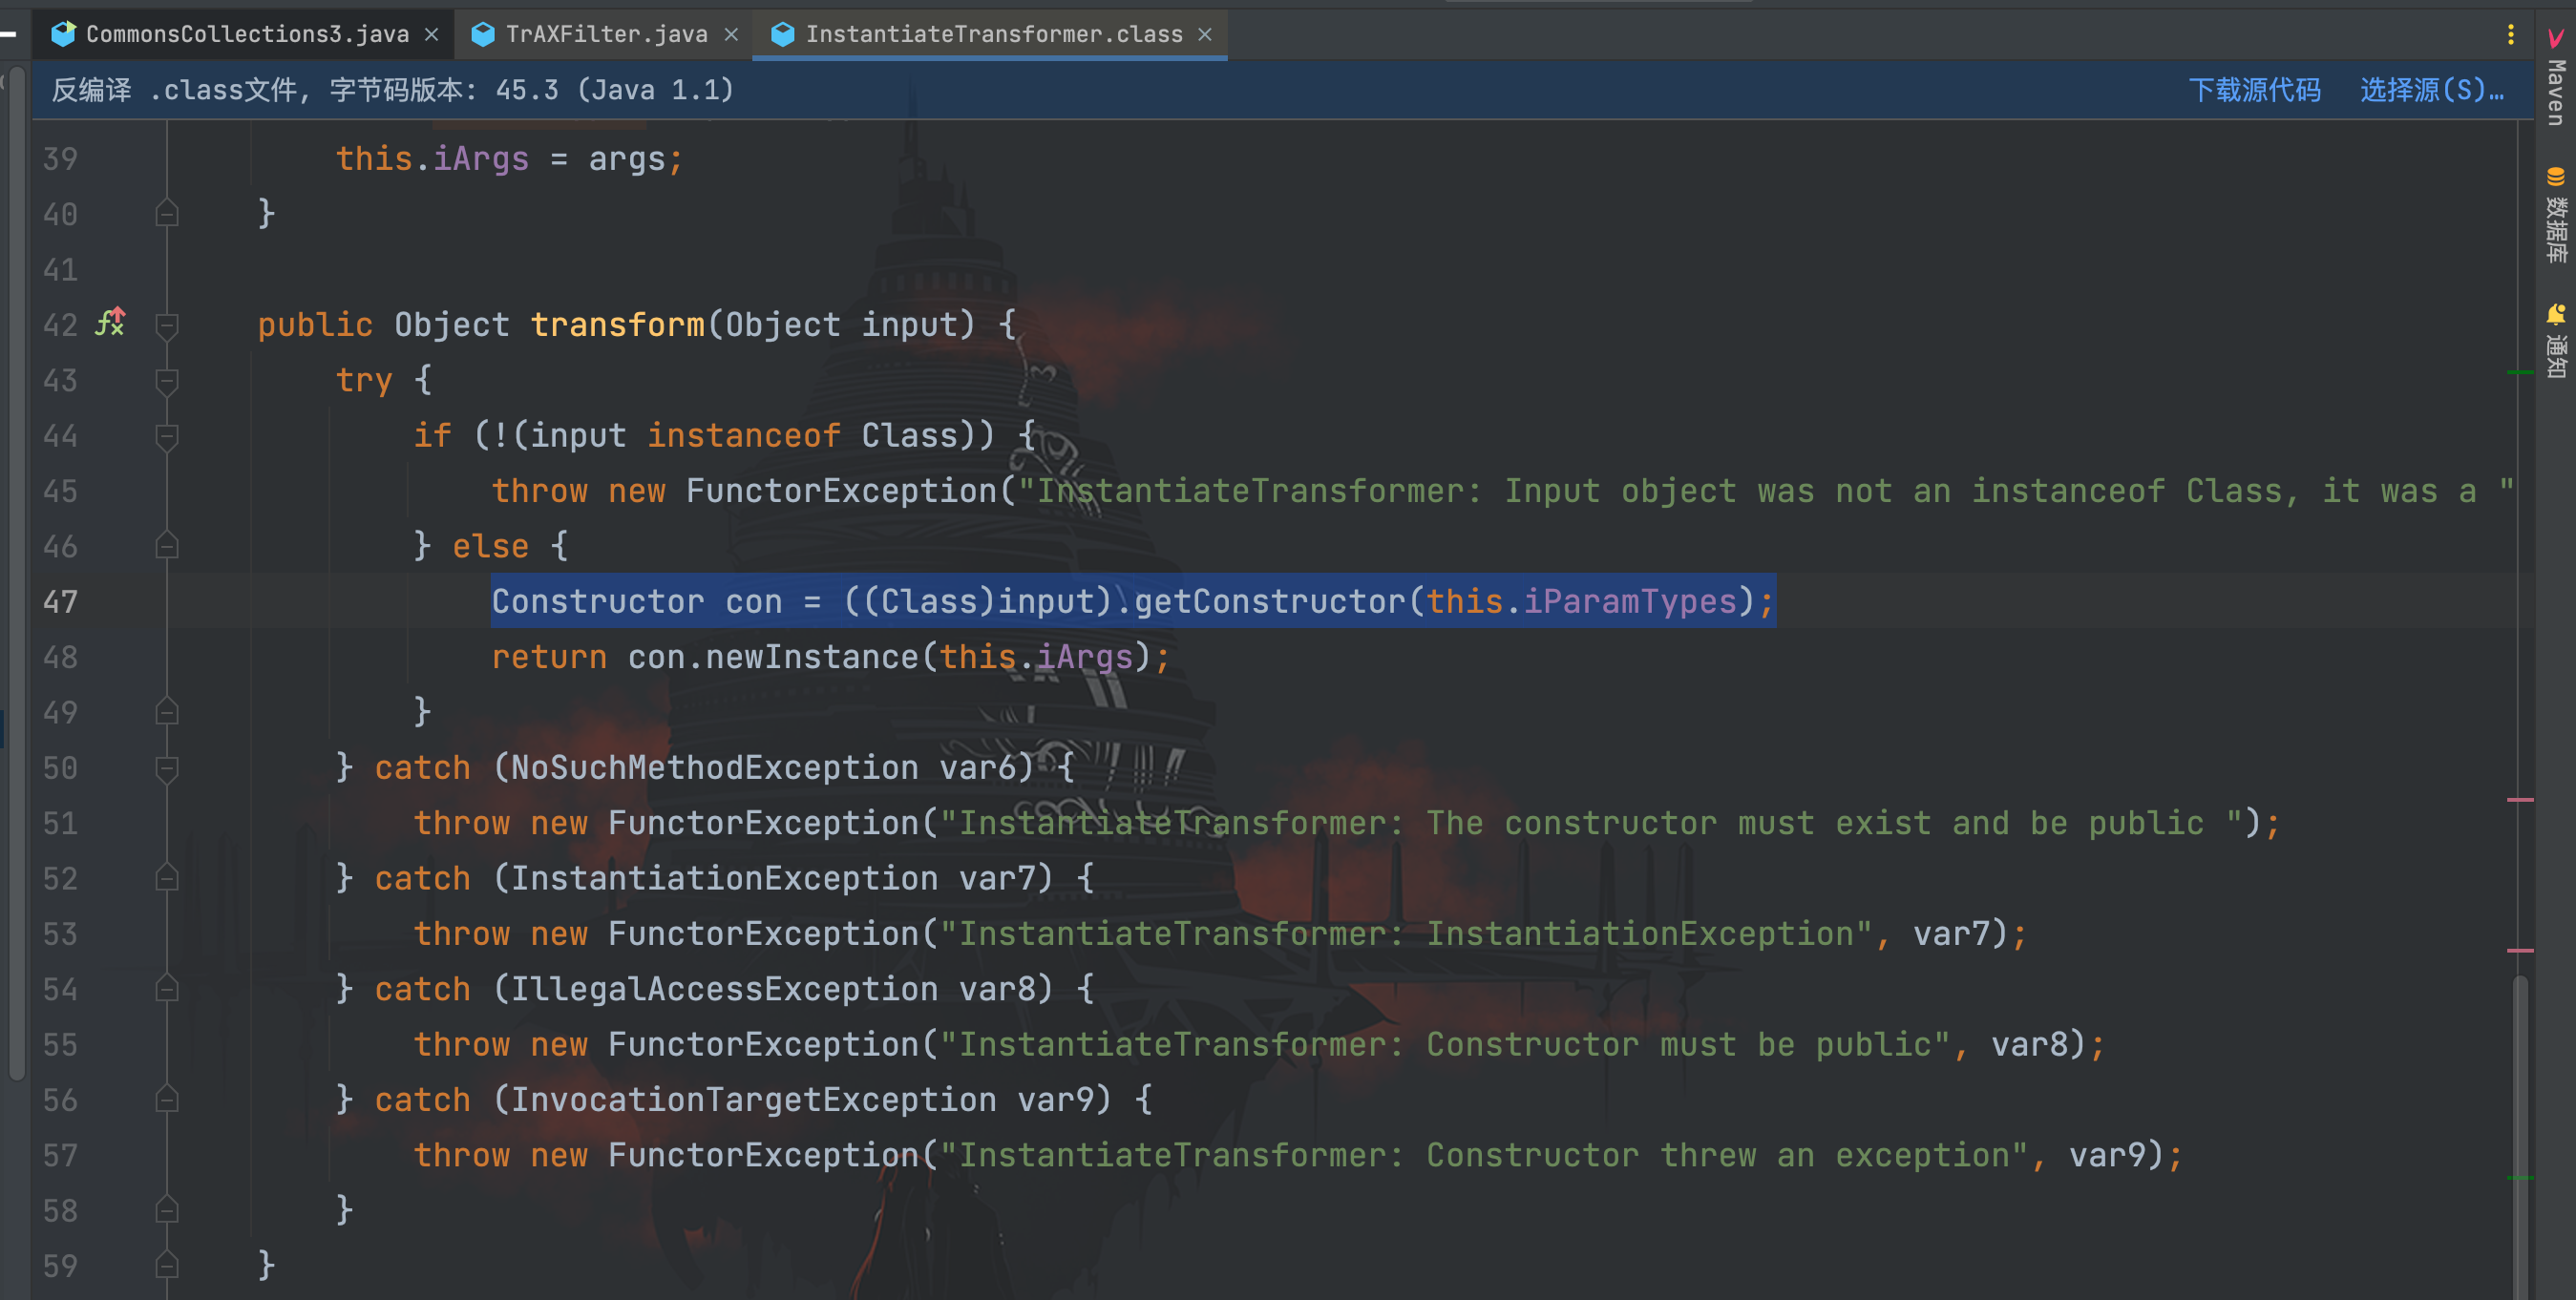 CommonsCollections3.java
TrAXFilter.java
InstantiateTransformer.class
反编译 .class文件, 字节码版本: 45.3 (Java 1.1)
下载源代码 选择源(S)…
39 this.iArgs = args;
40 }
41
42 public Object transform(Object input) {
43 try {
44 if (!(input instanceof Class)) {
45 throw new FunctorException("InstantiateTransformer: Input object was not an instanceof Class, it was a "
46 } else {
47 Constructor con = ((Class)input).getConstructor(this.iParamTypes);
48 return con.newInstance(this.iArgs);
49 }
50 } catch (NoSuchMethodException var6) {
51 throw new FunctorException("InstantiateTransformer: The constructor must exist and be public ");
52 } catch (InstantiationException var7) {
53 throw new FunctorException("InstantiateTransformer: InstantiationException", var7);
54 } catch (IllegalAccessException var8) {
55 throw new FunctorException("InstantiateTransformer: Constructor must be public", var8);
56 } catch (InvocationTargetException var9) {
57 throw new FunctorException("InstantiateTransformer: Constructor threw an exception", var9);
58 }
59 }
Maven
数据库
通知